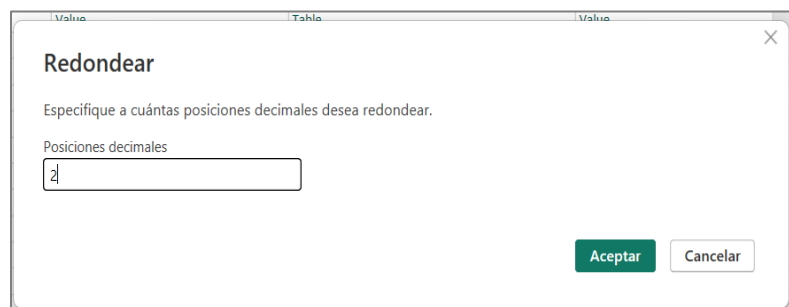 Value Table Value
Redondear
Especifique a cuántas posiciones decimales desea redondear.
Posiciones decimales
2
Aceptar Cancelar